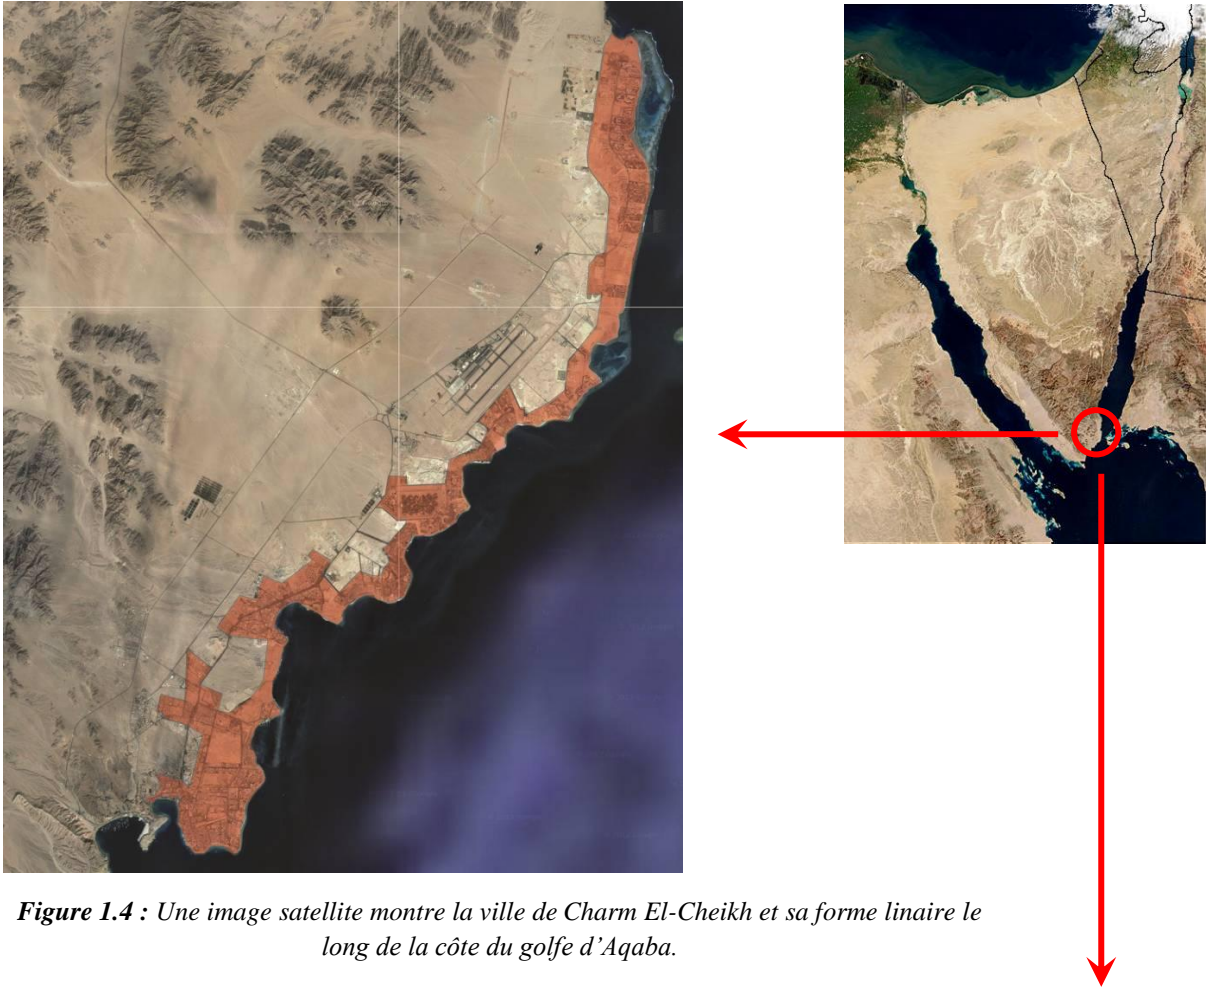 Figure 1.4 : Une image satellite montre la ville de Charm El-Cheikh et sa forme linaire le
long de la côte du golfe d’Aqaba.